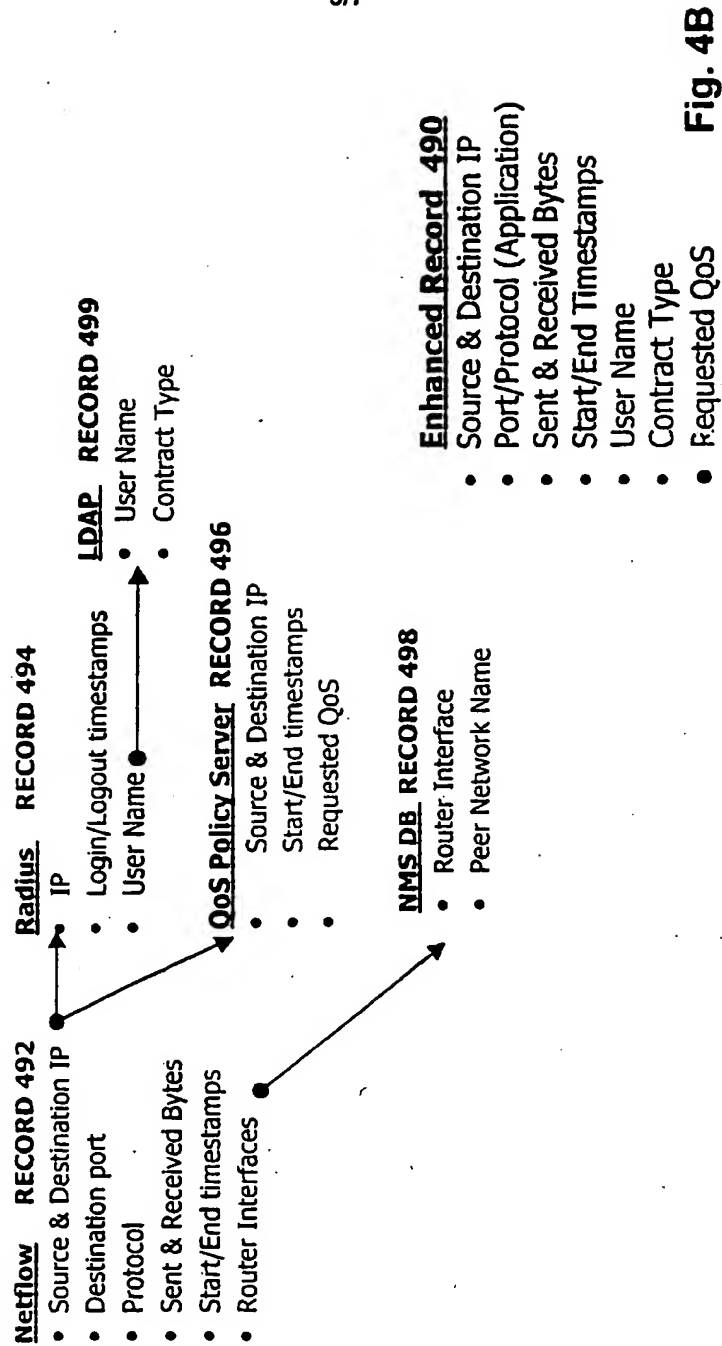 Netflow RECORD 492
• Source & Destination IP
• Destination port
• Protocol
• Sent & Received Bytes
• Start/End timestamps
• Router Interfaces
Radius RECORD 494
• IP
• Login/Logout timestamps
• User Name
LDAP RECORD 499
• User Name
• Contract Type
QoS Policy Server RECORD 496
• Source & Destination IP
• Start/End timestamps
• Requested QoS
NMS DB RECORD 498
• Router Interface
• Peer Network Name
Enhanced Record 490
• Source & Destination IP
• Port/Protocol (Application)
• Sent & Received Bytes
• Start/End Timestamps
• User Name
• Contract Type
• Requested QoS
Fig. 4B